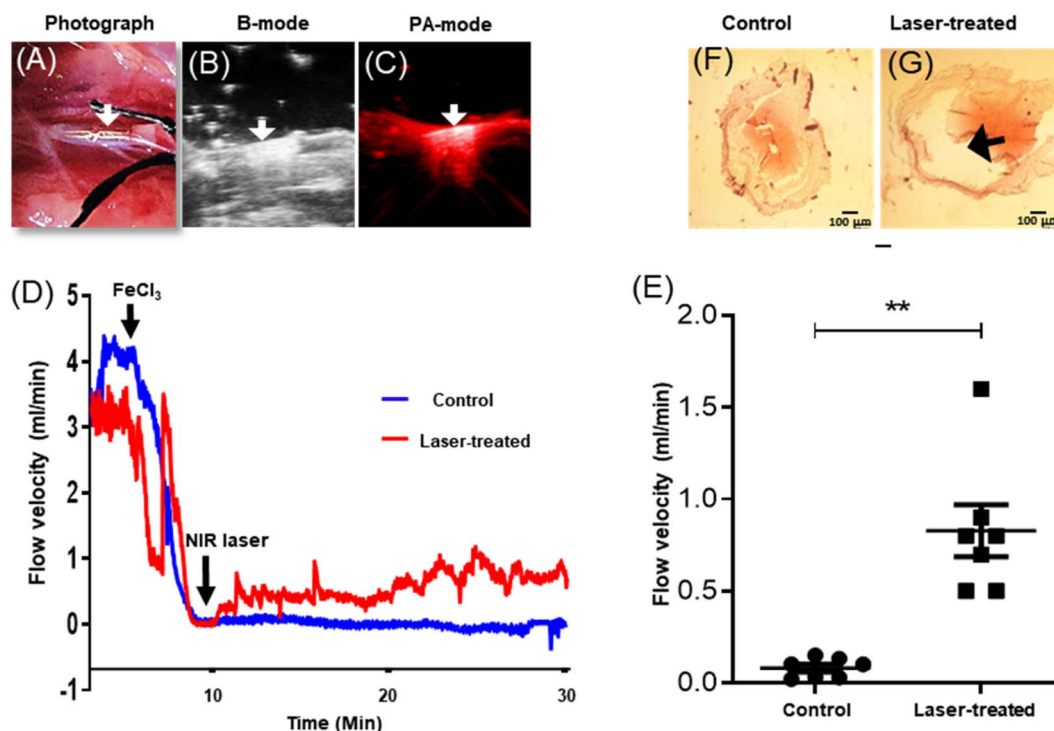 Photograph
B-mode
PA-mode
Control
Laser-treated
(A)
(B)
(C)
(F)
(G)
100 µm
100 µm
(D)
FeCl₃
5
4
3
2
1
0
-1
Flow velocity (ml/min)
Control
Laser-treated
NIR laser
10
20
30
Time (Min)
(E)
**
2.0
1.5
1.0
0.5
0.0
Flow velocity (ml/min)
Control
Laser-treated